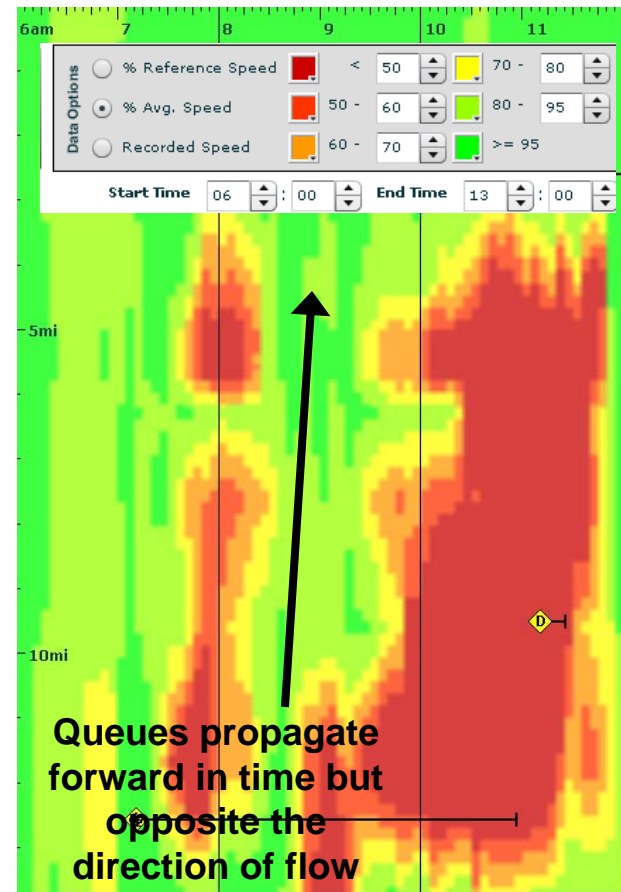 6am 7 8 9 10 11
Data Options
% Reference Speed < 50 70 - 80
% Avg. Speed 50 - 60 80 - 95
Recorded Speed 60 - 70 >= 95
Start Time 06 : 00 End Time 13 : 00
5mi
D
10mi
Queues propagate
forward in time but
opposite the
direction of flow